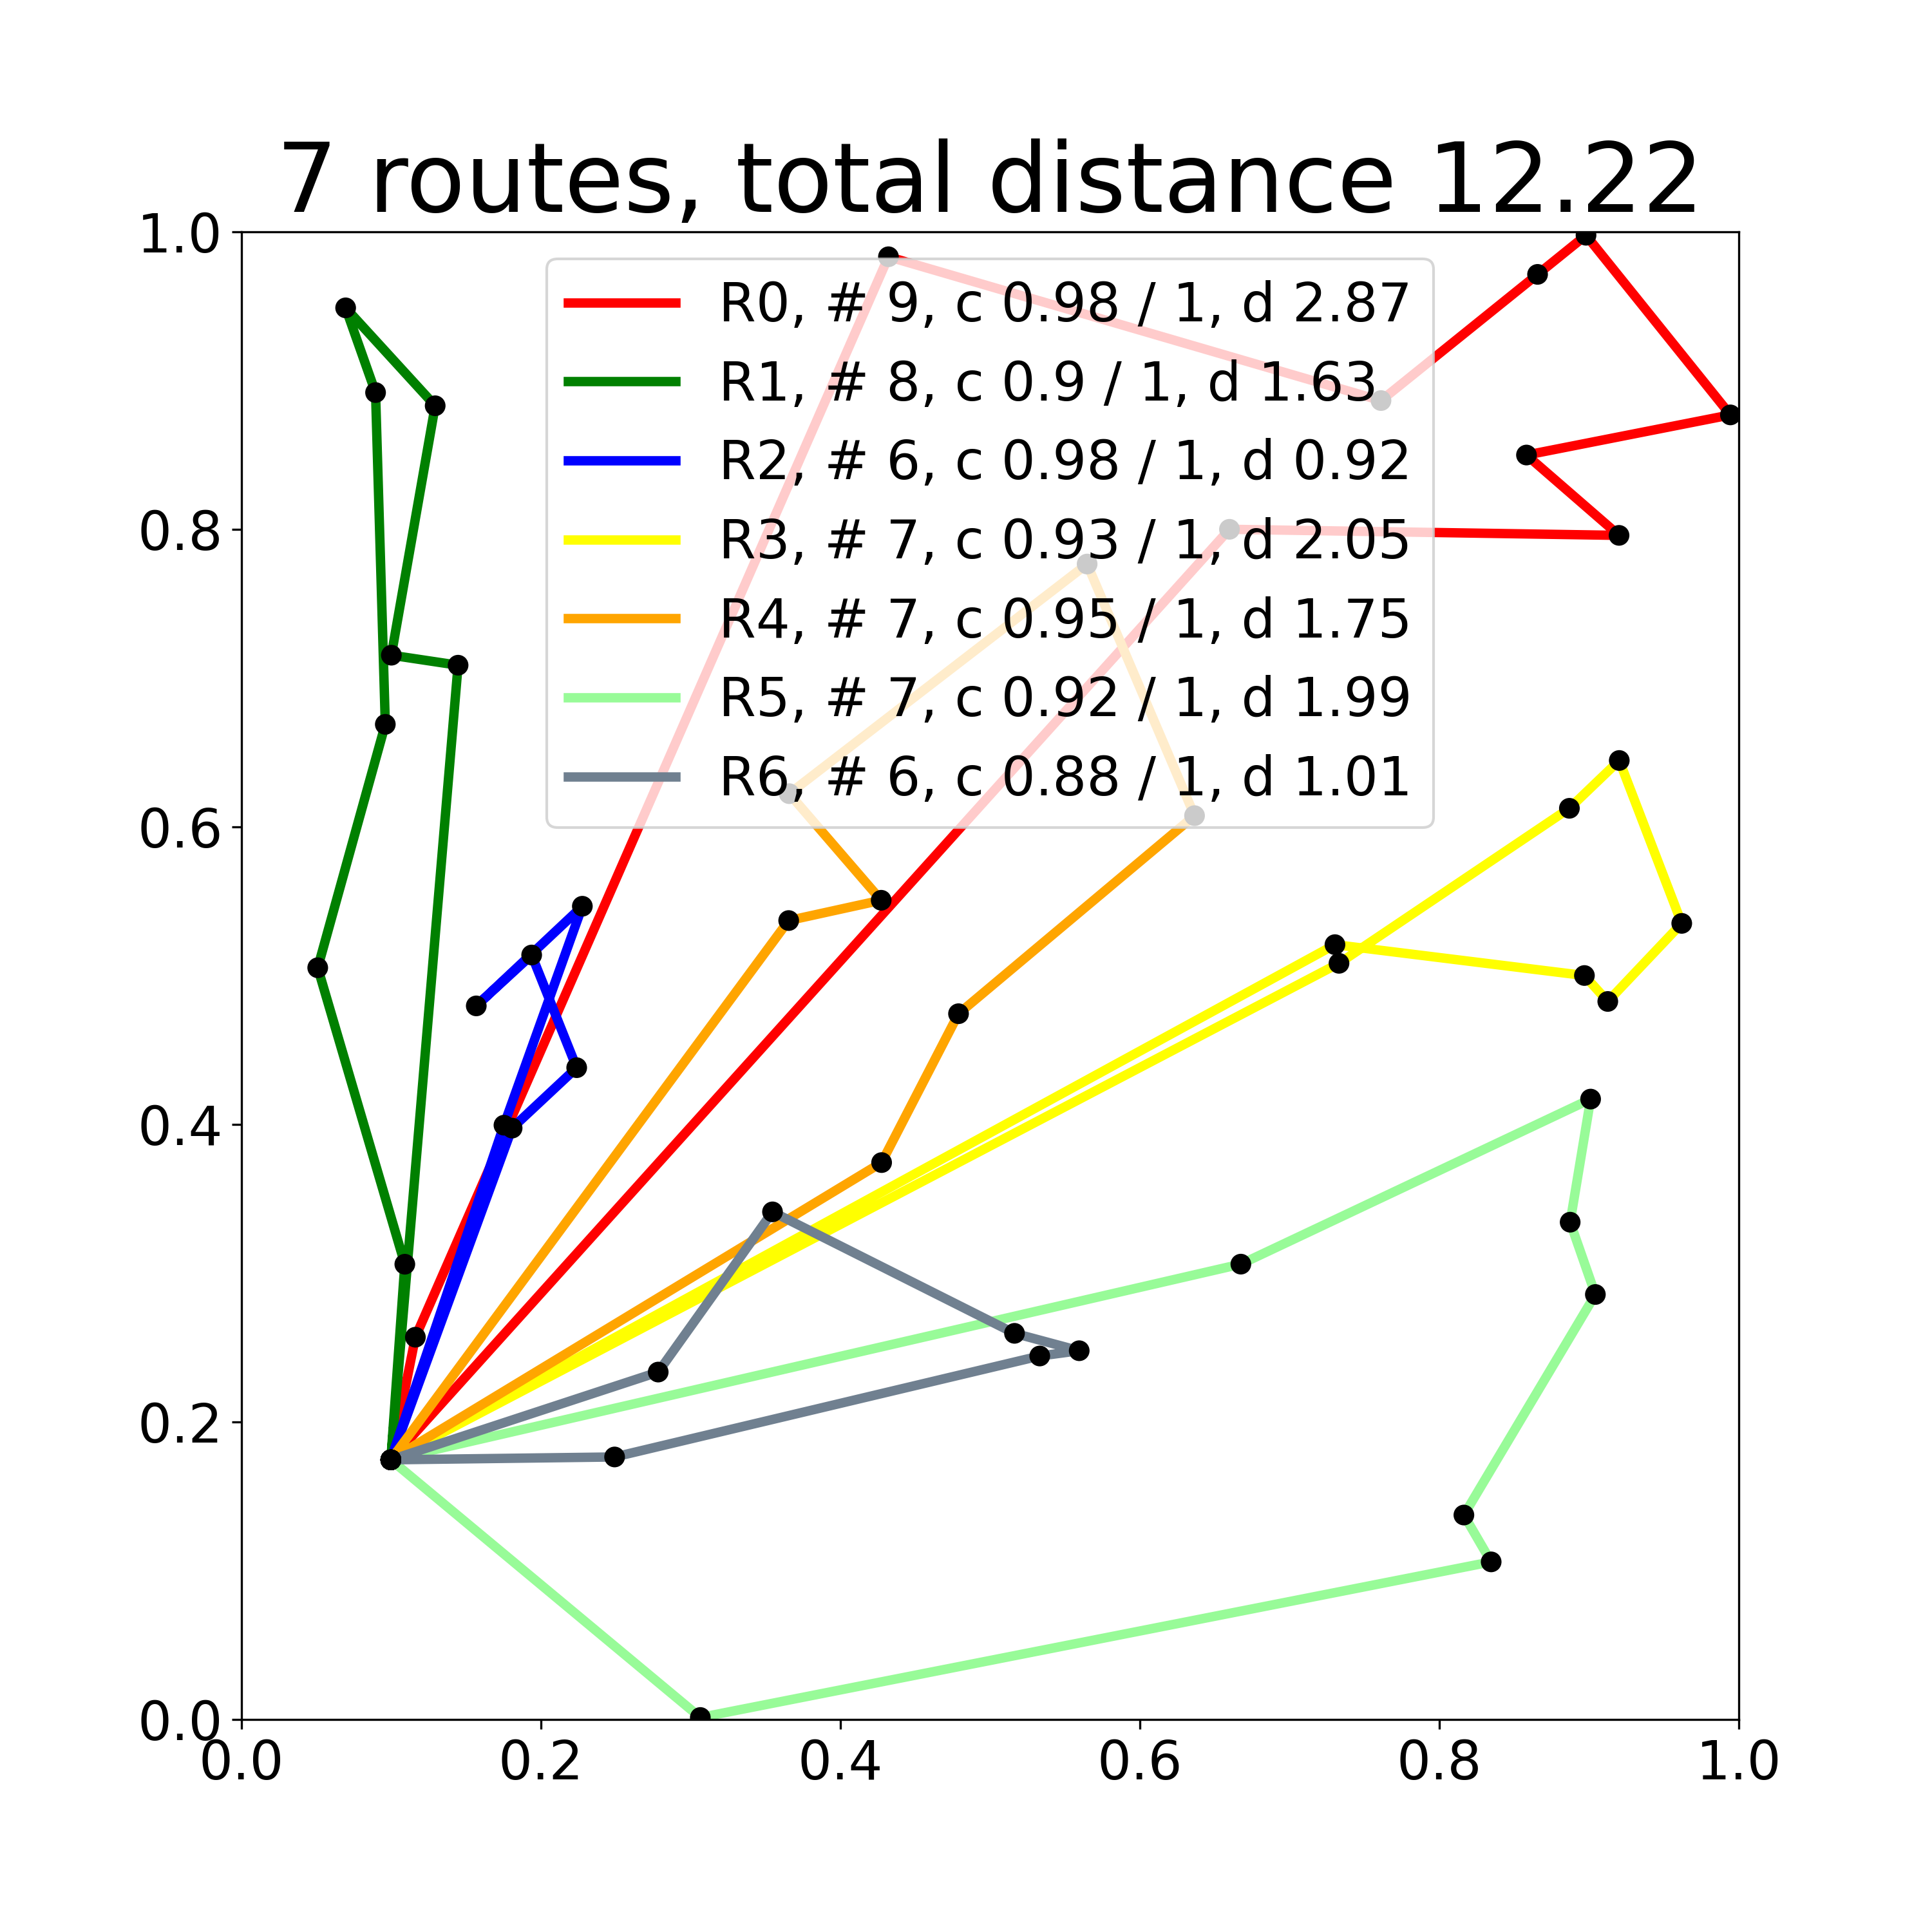 7 routes, total distance 12.22
1.0
0.8
0.6
0.4
0.2
0.0
R0, # 9, c 0.98 / 1, d 2.87
R1, # 8, c 0.9 / 1, d 1.63
R2, # 6, c 0.98 / 1, d 0.92
R3, # 7, c 0.93 / 1, d 2.05
R4, # 7, c 0.95 / 1, d 1.75
R5, # 7, c 0.92 / 1, d 1.99
R6, # 6, c 0.88 / 1, d 1.01
0.0 0.2 0.4 0.6 0.8 1.0